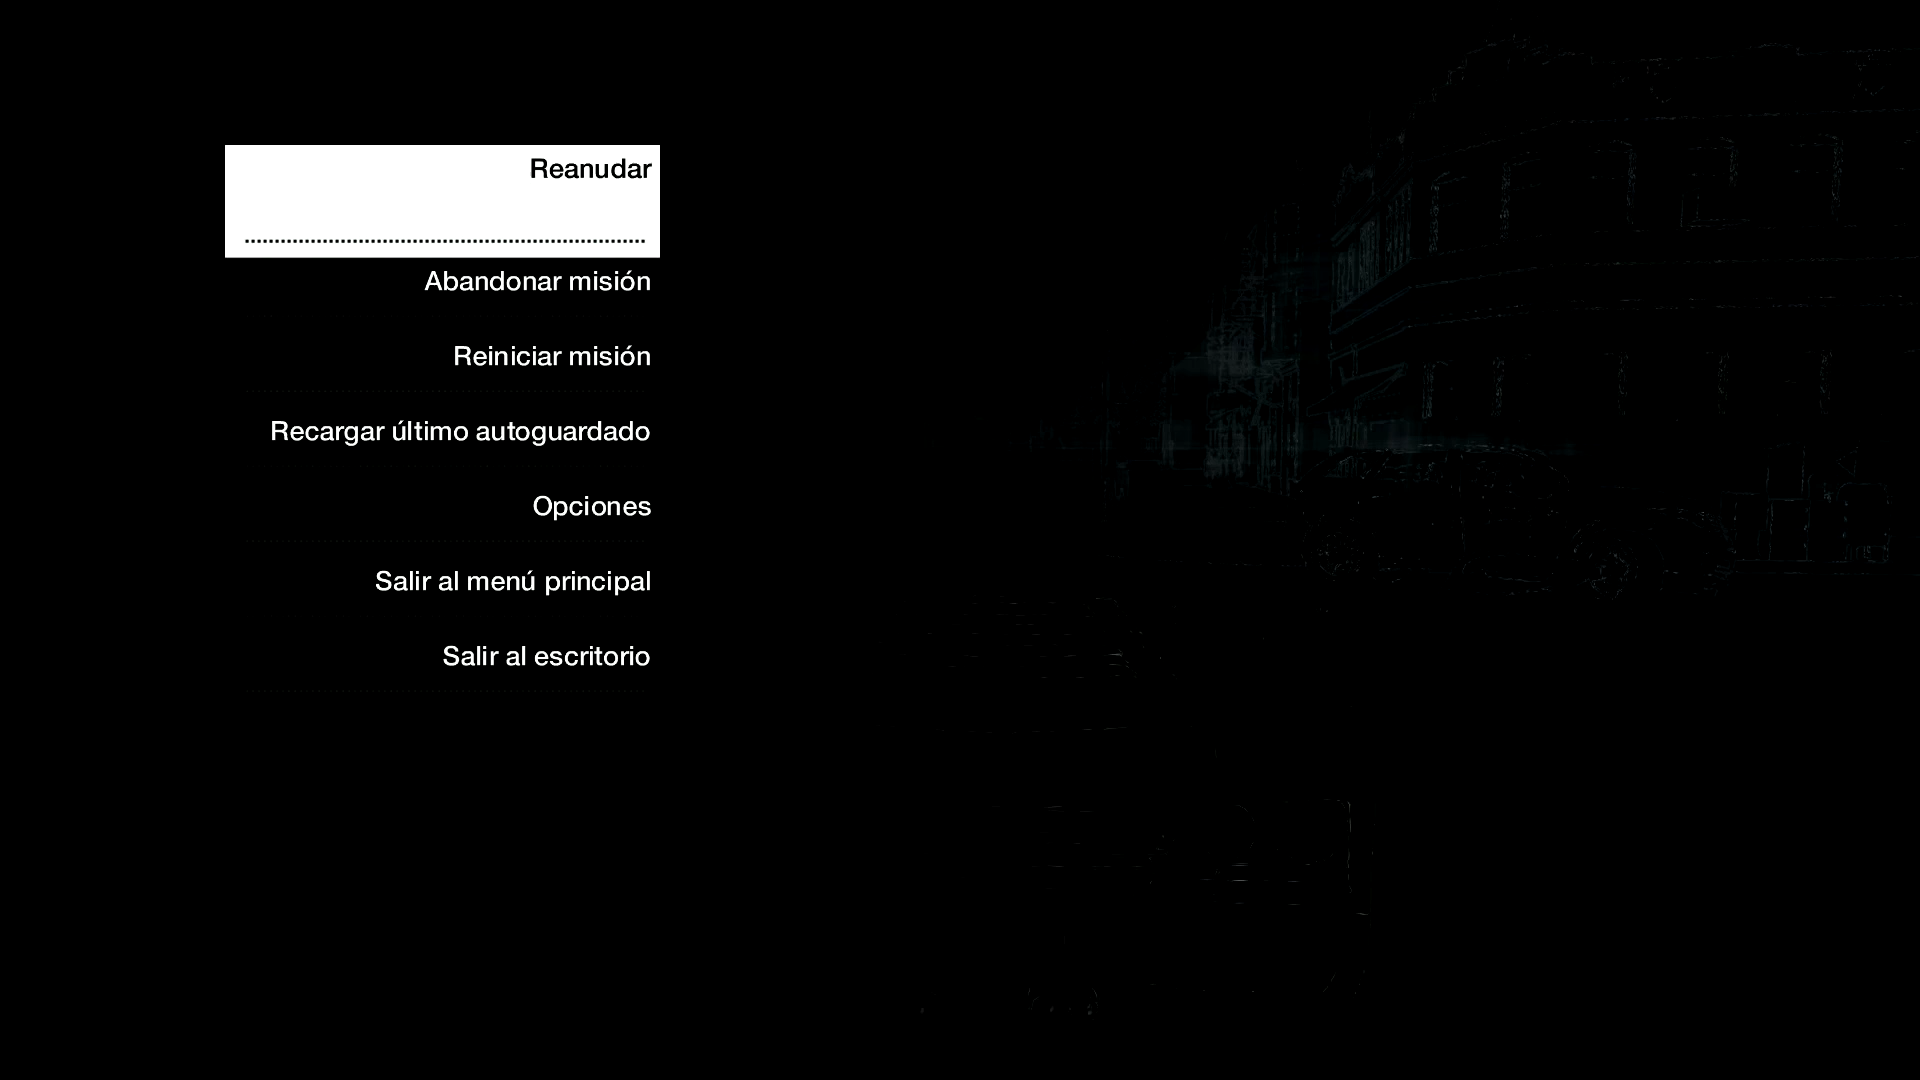 Reanudar
Abandonar misión
Reiniciar misión
Recargar último autoguardado
Opciones
Salir al menú principal
Salir al escritorio